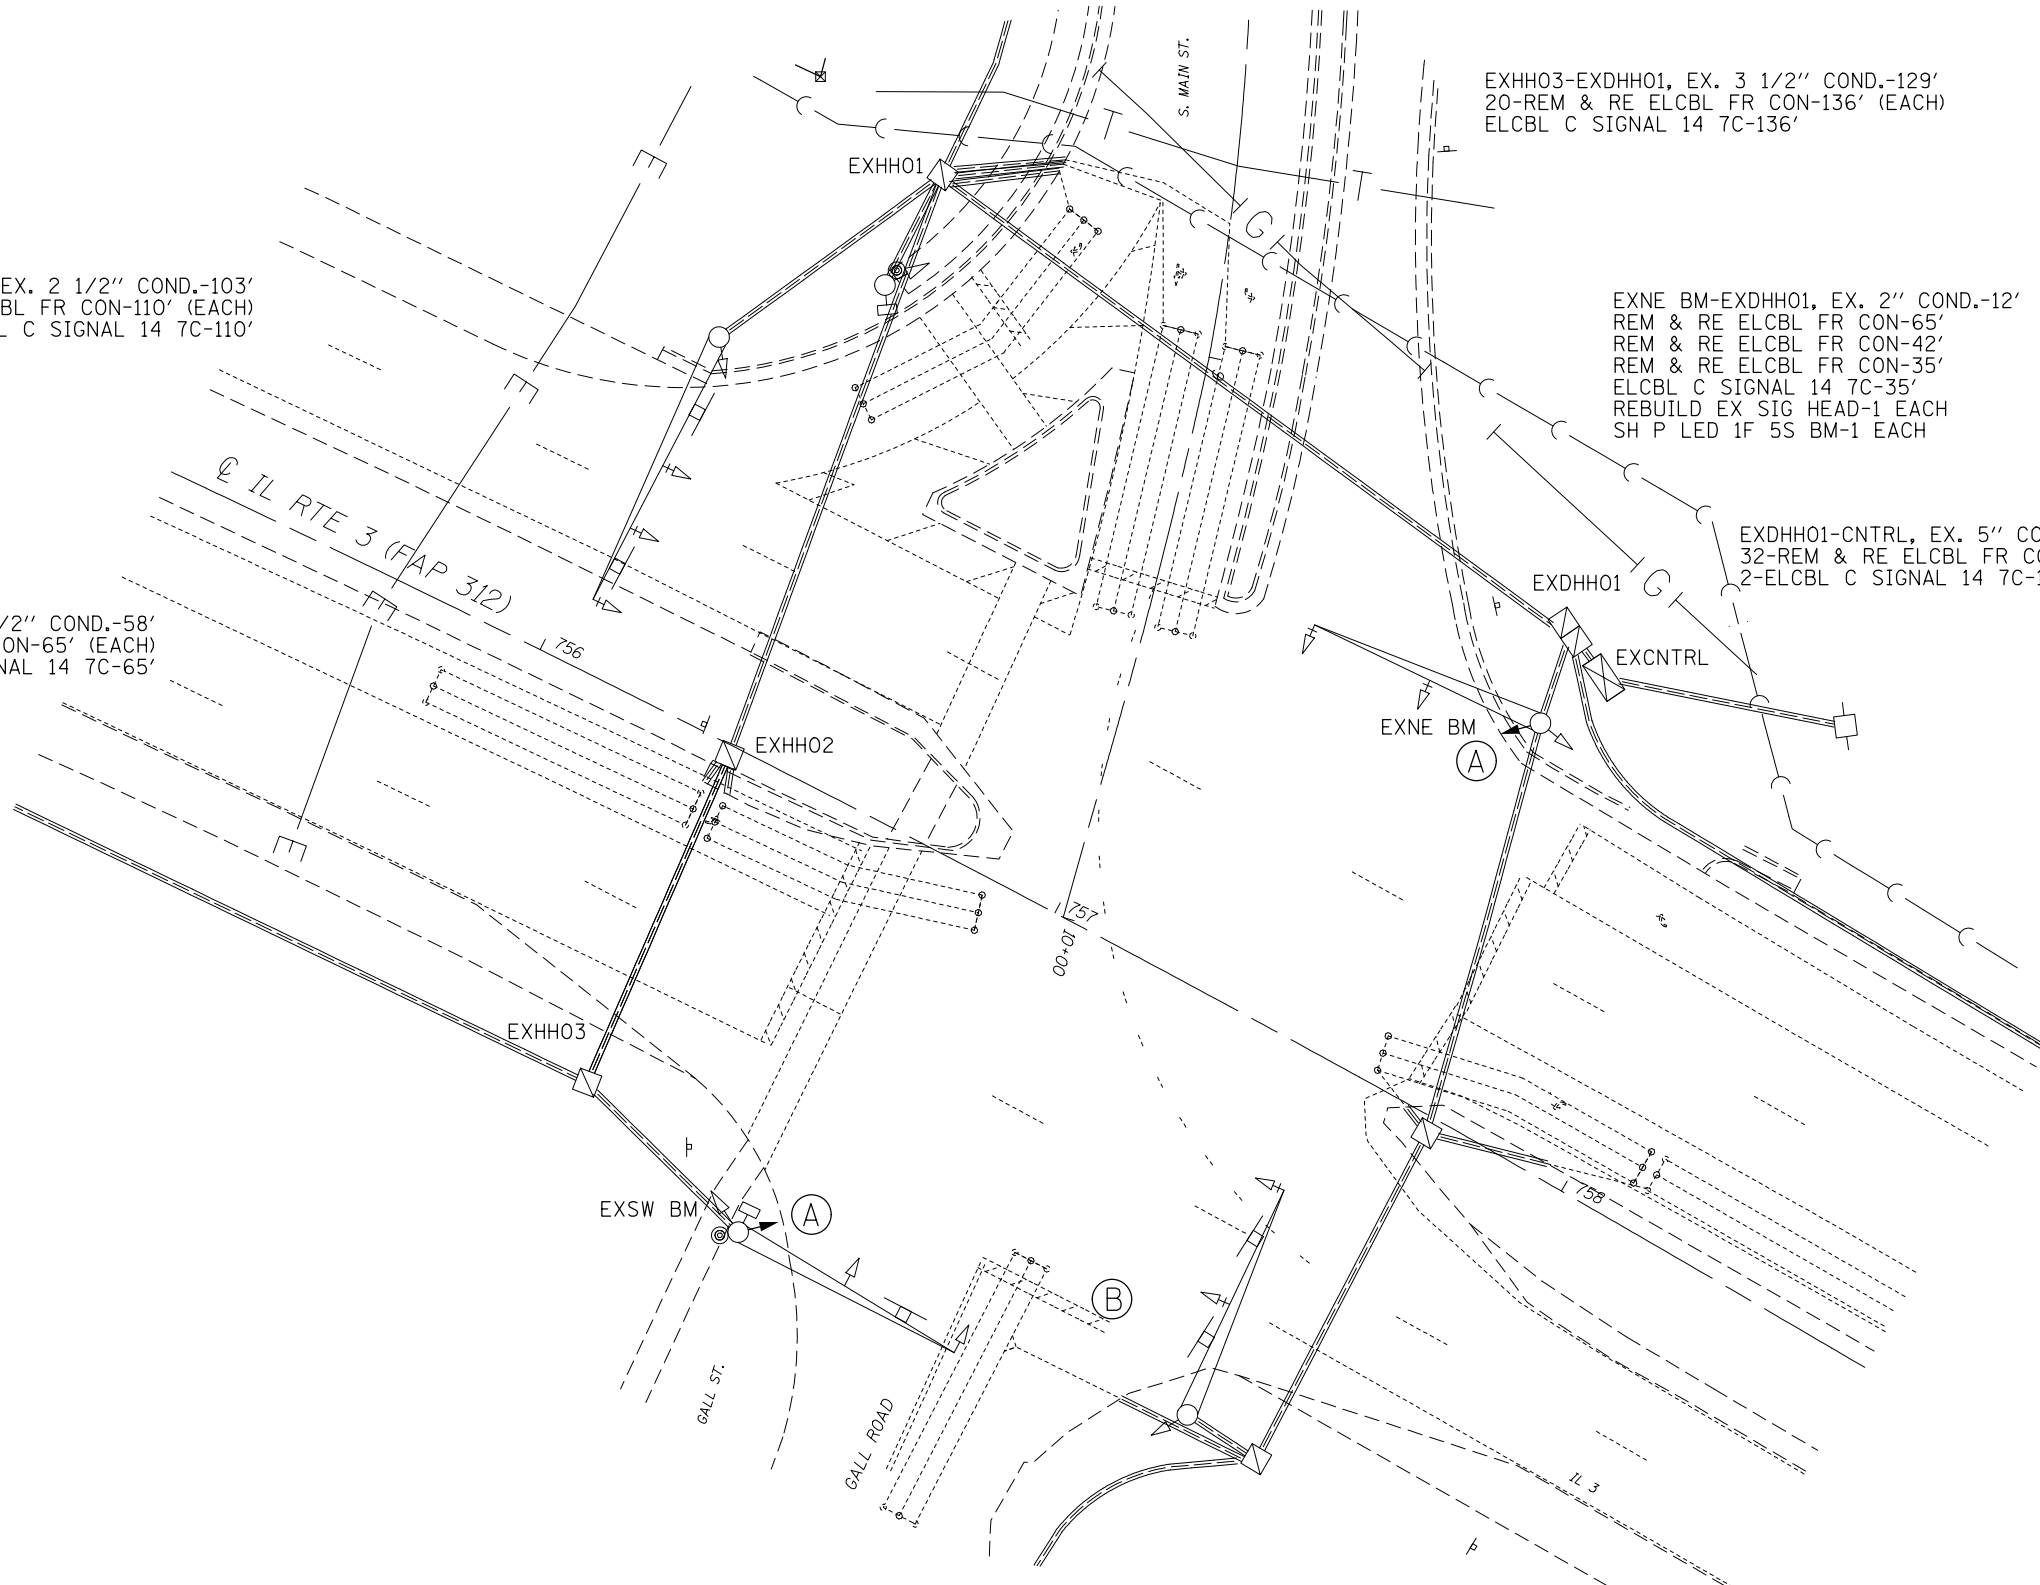 S. MAIN ST.
EXHH03-EXDHH01, EX. 3 1/2" COND.-129'
20-REM & RE ELCBL FR CON-136' (EACH)
ELCBL C SIGNAL 14 7C-136'
EXHH01
G
E
EX. 2 1/2" COND.-103'
BL FR CON-110' (EACH)
L C SIGNAL 14 7C-110'
EXNE BM-EXDHH01, EX. 2" COND.-12'
REM & RE ELCBL FR CON-65'
REM & RE ELCBL FR CON-42'
REM & RE ELCBL FR CON-35'
ELCBL C SIGNAL 14 7C-35'
REBUILD EX SIG HEAD-1 EACH
SH P LED 1F 5S BM-1 EACH
E
℄ IL RTE 3 (FAP 312)
EXDHH01-CNTRL, EX. 5" CO
32-REM & RE ELCBL FR CO
2-ELCBL C SIGNAL 14 7C-1
EXDHH01
G
E
/2" COND.-58'
ON-65' (EACH)
NAL 14 7C-65'
756
EXCNTRL
EXNE BM
A
EXHH02
E
757
10+00
EXHH03
758
EXSW BM
A
B
GALL ST.
GALL ROAD
IL 3